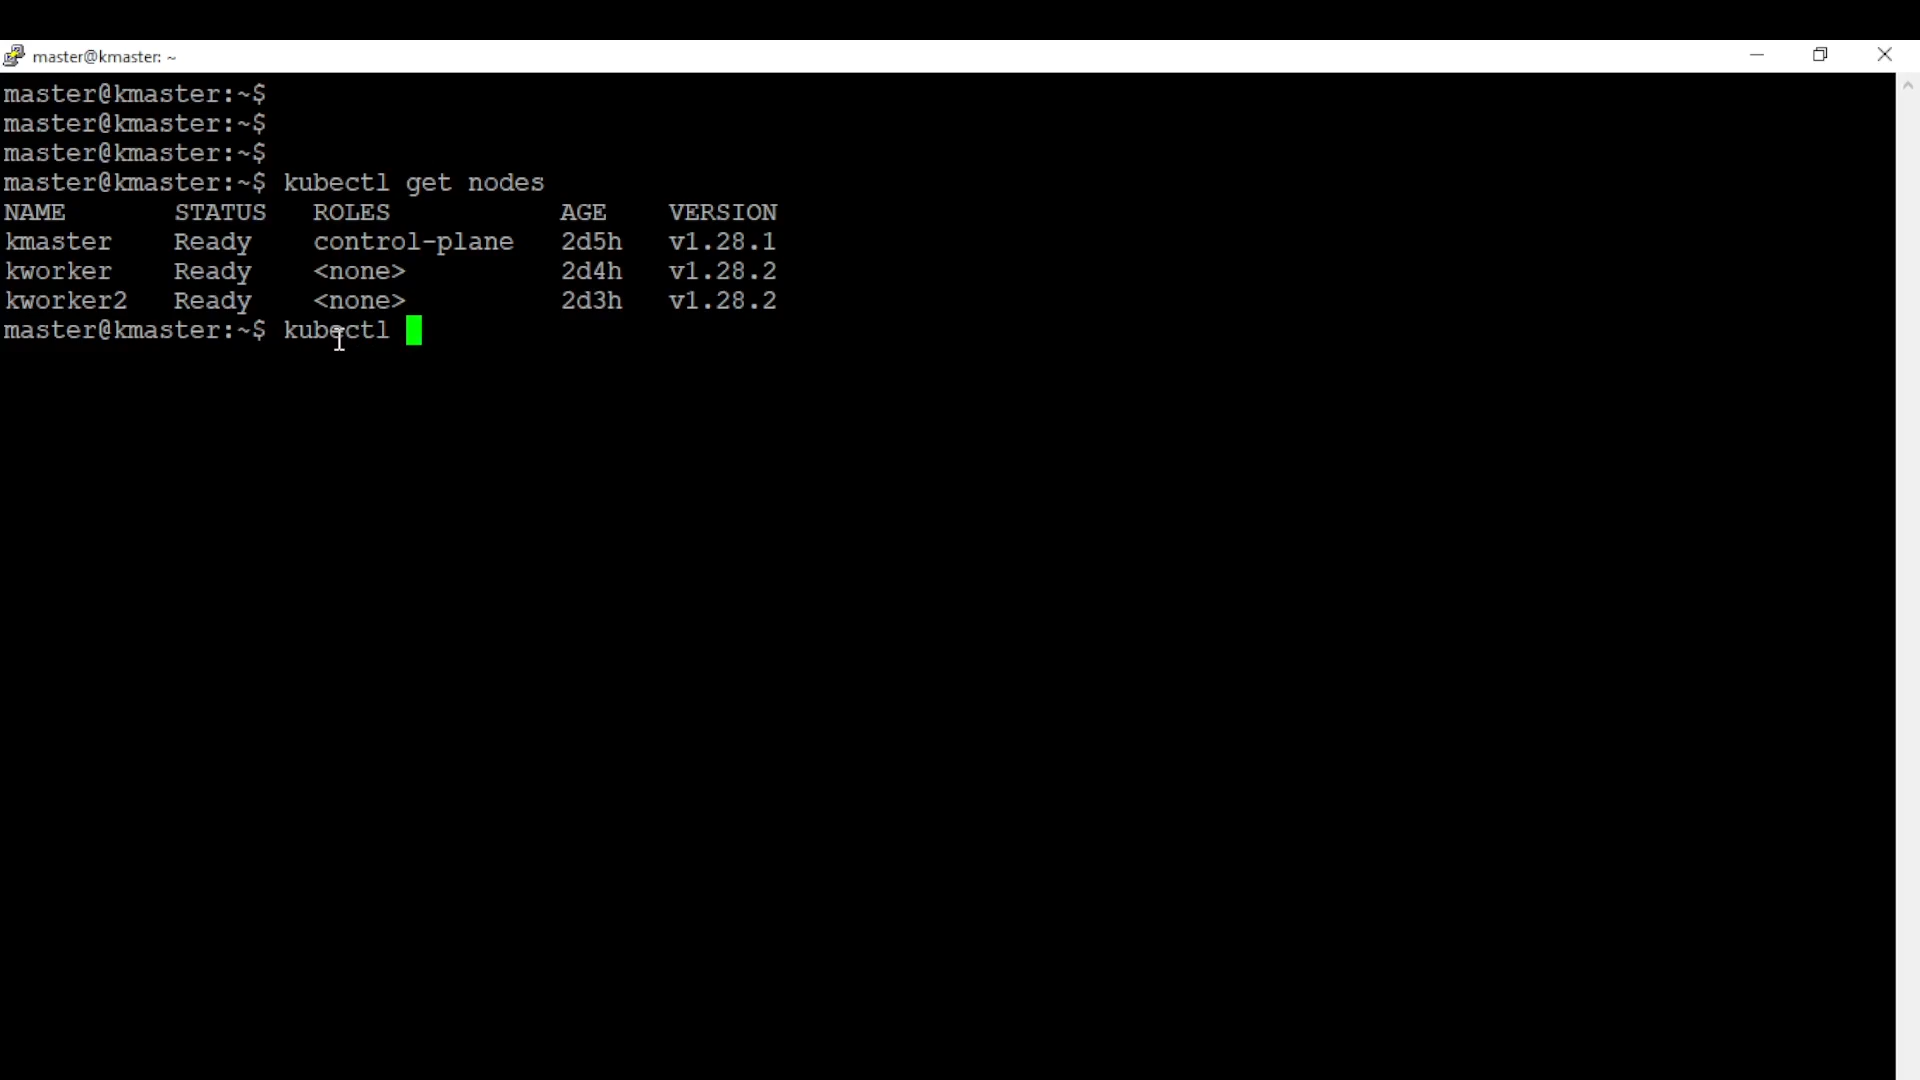 master@kmaster: ~
master@kmaster:~$
master@kmaster:~$
master@kmaster:~$
master@kmaster:~$ kubectl get nodes
NAME       STATUS   ROLES           AGE    VERSION
kmaster    Ready    control-plane   2d5h   v1.28.1
kworker    Ready    <none>          2d4h   v1.28.2
kworker2   Ready    <none>          2d3h   v1.28.2
master@kmaster:~$ kubectl